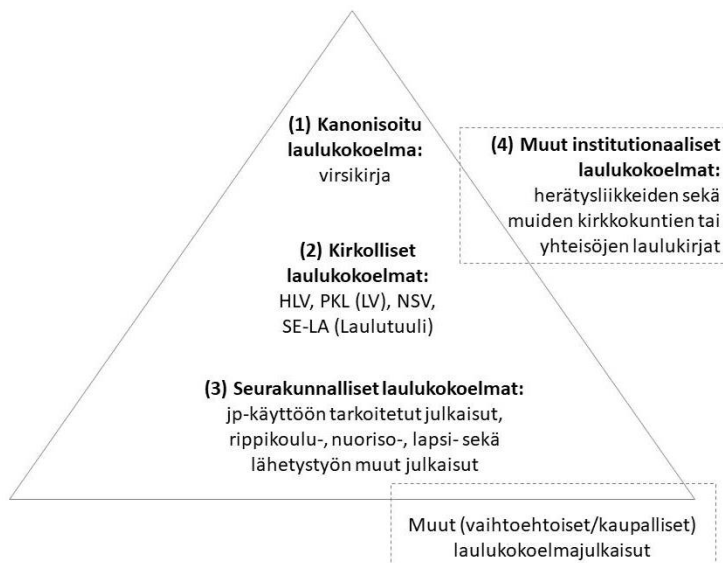 (1) Kanonisoitu
laulukokoelma:
virsikirja
(4) Muut institutionaaliset
laulukokoelmat:
herätysliikkeiden sekä
muiden kirkkokuntien tai
yhteisöjen laulukirjat
(2) Kirkolliset
laulukokoelmat:
HLV, PKL (LV), NSV,
SE-LA (Laulutuuli)
(3) Seurakunnalliset laulukokoelmat:
jp-käyttöön tarkoitetut julkaisut,
rippikoulu-, nuoriso-, lapsi- sekä
lähetystyön muut julkaisut
Muut (vaihtoehtoiset/kaupalliset)
laulukokoelmajulkaisut